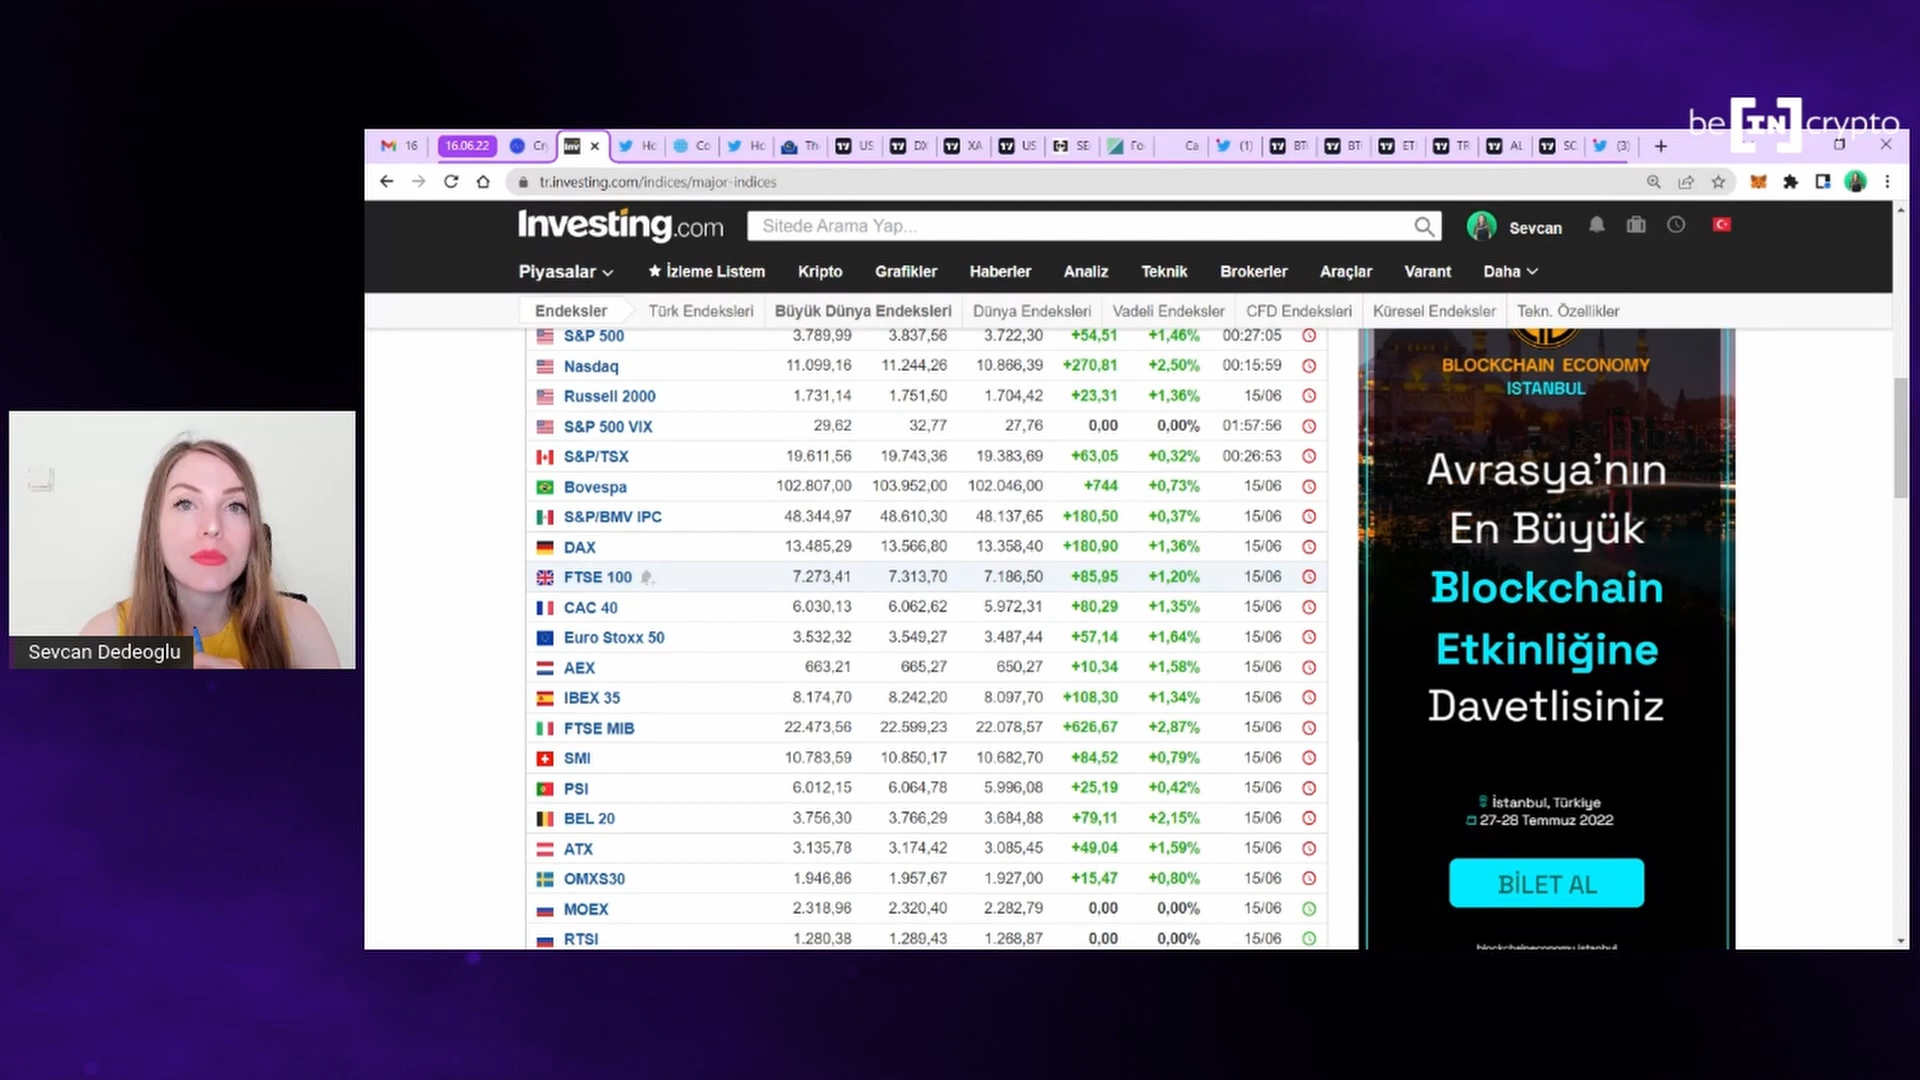 be [IN] crypto
16 16.06.22 Cr Inv Ho Co Ho Th US DX XA US SE Fo Ca (1) BT BT ET TR AL SC (3)
tr.investing.com/indices/major-indices
Investing.com Sitede Arama Yap... Sevcan
Piyasalar İzleme Listem Kripto Grafikler Haberler Analiz Teknik Brokerler Araçlar Varant Daha
Endeksler Türk Endeksleri Büyük Dünya Endeksleri Dünya Endeksleri Vadeli Endeksler CFD Endeksleri Küresel Endeksler Tekn. Özellikler
S&P 500 3.789,99 3.837,56 3.722,30 +54,51 +1,46% 00:27:05
Nasdaq 11.099,16 11.244,26 10.866,39 +270,81 +2,50% 00:15:59
Russell 2000 1.731,14 1.751,50 1.704,42 +23,31 +1,36% 15/06
S&P 500 VIX 29,62 32,77 27,76 0,00 0,00% 01:57:56
S&P/TSX 19.611,56 19.743,36 19.383,69 +63,05 +0,32% 00:26:53
Bovespa 102.807,00 103.952,00 102.046,00 +744 +0,73% 15/06
S&P/BMV IPC 48.344,97 48.610,30 48.137,65 +180,50 +0,37% 15/06
DAX 13.485,29 13.566,80 13.358,40 +180,90 +1,36% 15/06
FTSE 100 7.273,41 7.313,70 7.186,50 +85,95 +1,20% 15/06
CAC 40 6.030,13 6.062,62 5.972,31 +80,29 +1,35% 15/06
Euro Stoxx 50 3.532,32 3.549,27 3.487,44 +57,14 +1,64% 15/06
AEX 663,21 665,27 650,27 +10,34 +1,58% 15/06
IBEX 35 8.174,70 8.242,20 8.097,70 +108,30 +1,34% 15/06
FTSE MIB 22.473,56 22.599,23 22.078,57 +626,67 +2,87% 15/06
SMI 10.783,59 10.850,17 10.682,70 +84,52 +0,79% 15/06
PSI 6.012,15 6.064,78 5.996,08 +25,19 +0,42% 15/06
BEL 20 3.756,30 3.766,29 3.684,88 +79,11 +2,15% 15/06
ATX 3.135,78 3.174,42 3.085,45 +49,04 +1,59% 15/06
OMXS30 1.946,86 1.957,67 1.927,00 +15,47 +0,80% 15/06
MOEX 2.318,96 2.320,40 2.282,79 0,00 0,00% 15/06
RTSI 1.280,38 1.289,43 1.268,87 0,00 0,00% 15/06
BLOCKCHAIN ECONOMY
ISTANBUL
Avrasya'nın
En Büyük
Blockchain
Etkinliğine
Davetlisiniz
İstanbul, Türkiye
27-28 Temmuz 2022
BİLET AL
Sevcan Dedeoglu